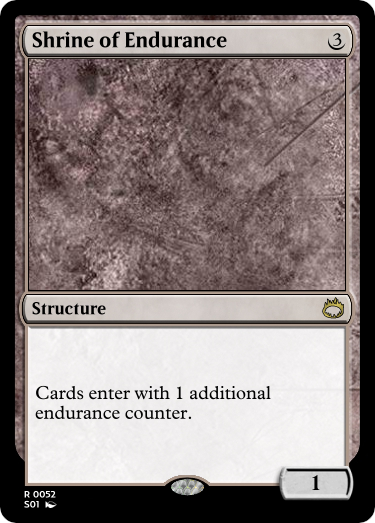 Shrine of Endurance 3
Structure
Cards enter with 1 additional
endurance counter.
1
R 0052
S01